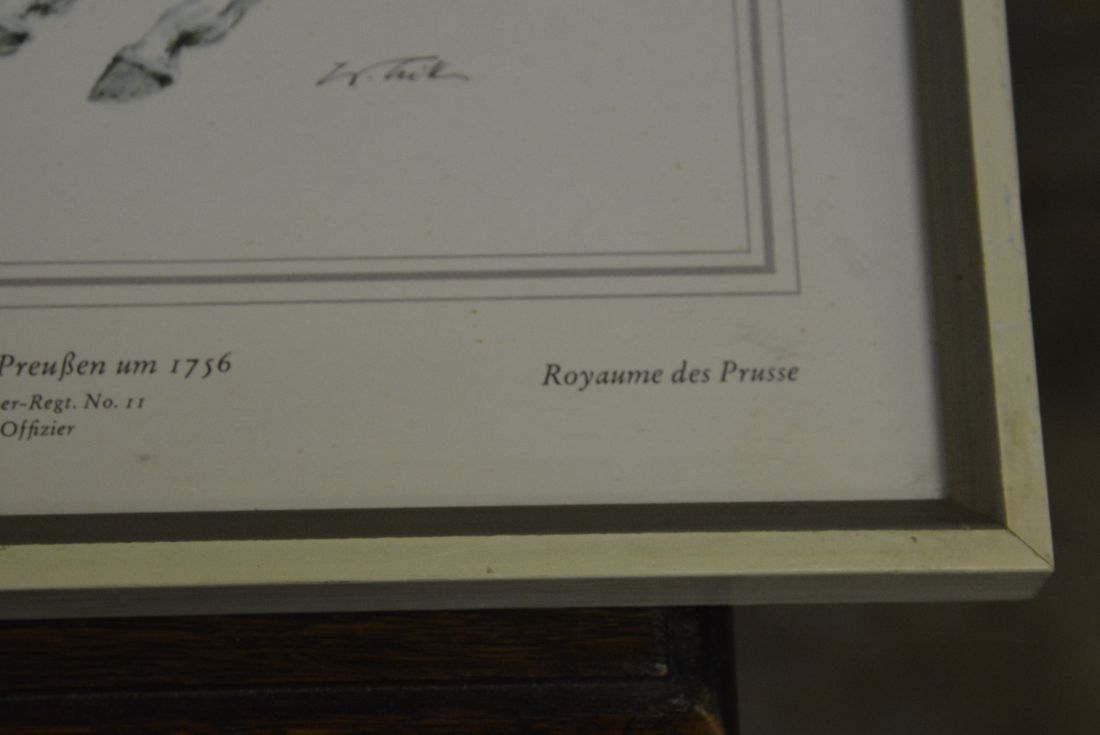 Preußen um 1756
er-Regt. No. 11
Offizier
Royaume des Prusse